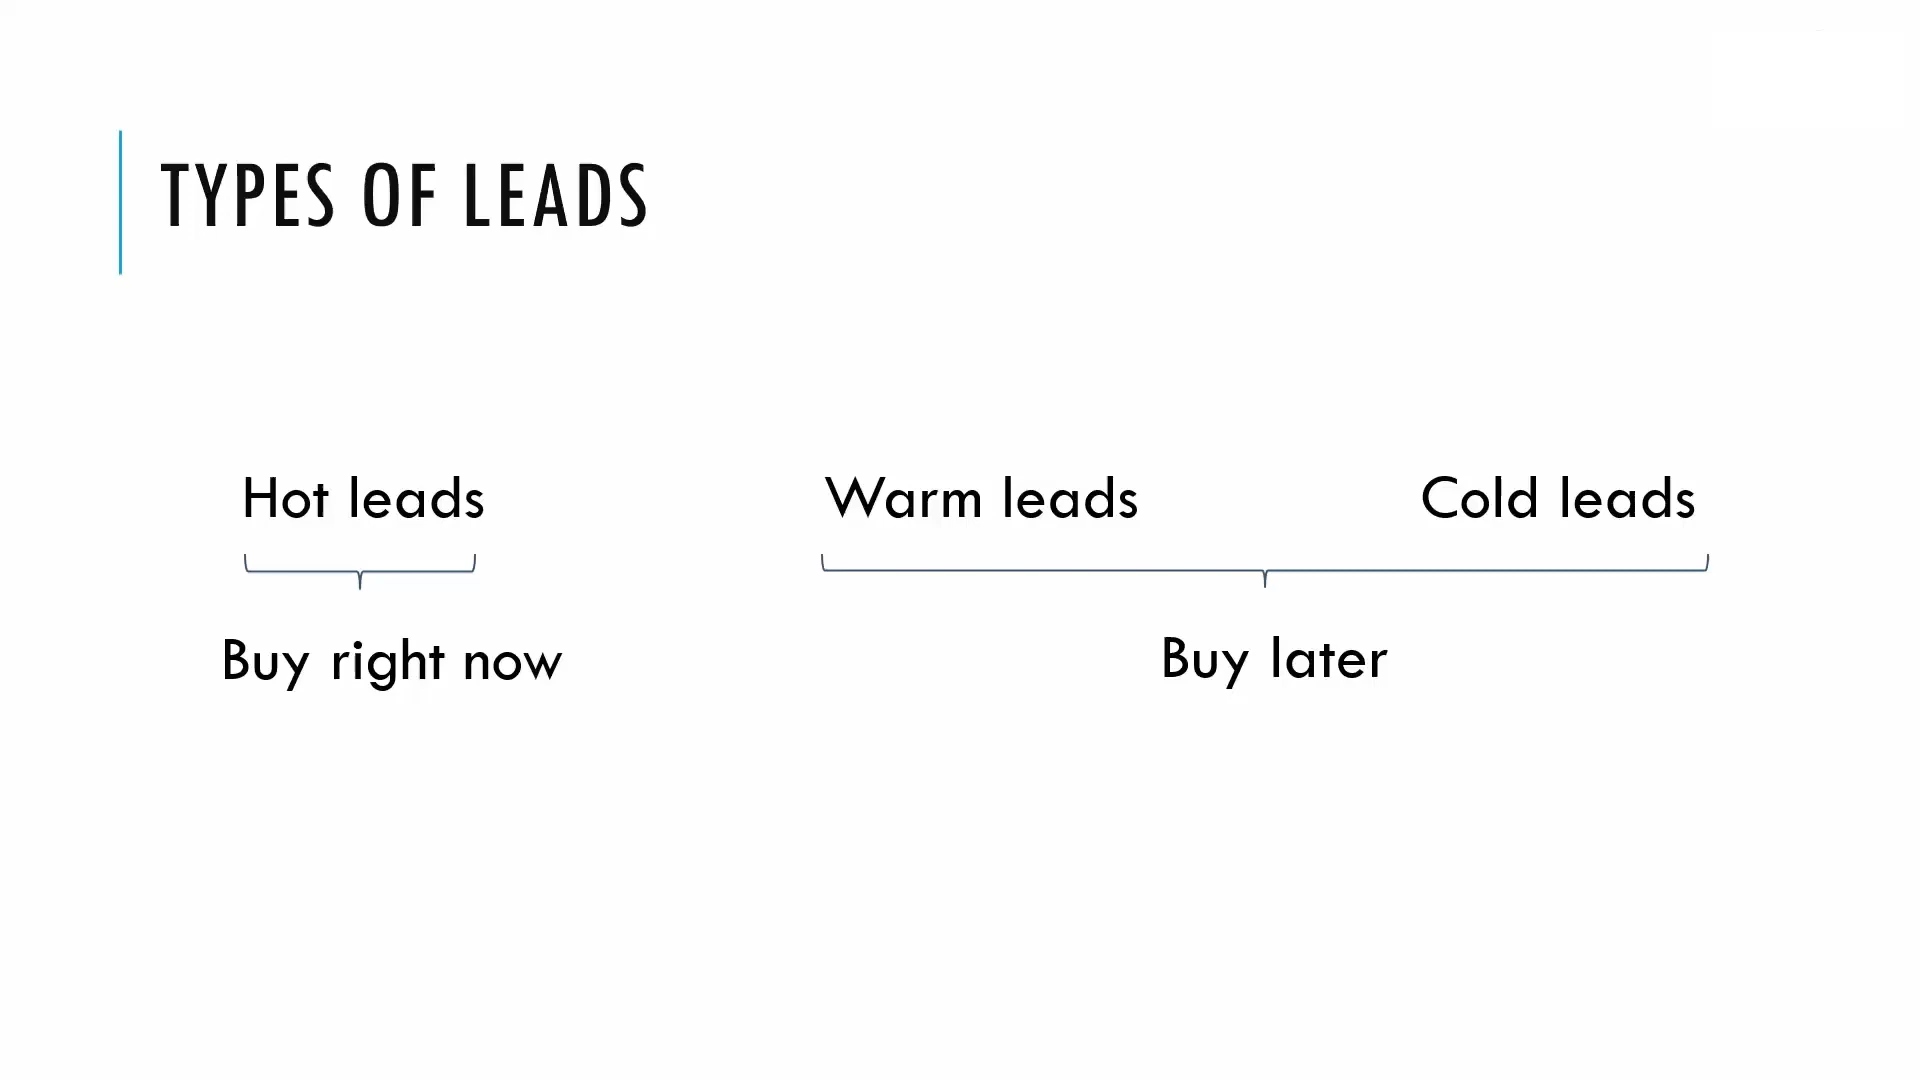 TYPES OF LEADS
Hot leads
Warm leads
Cold leads
Buy right now
Buy later